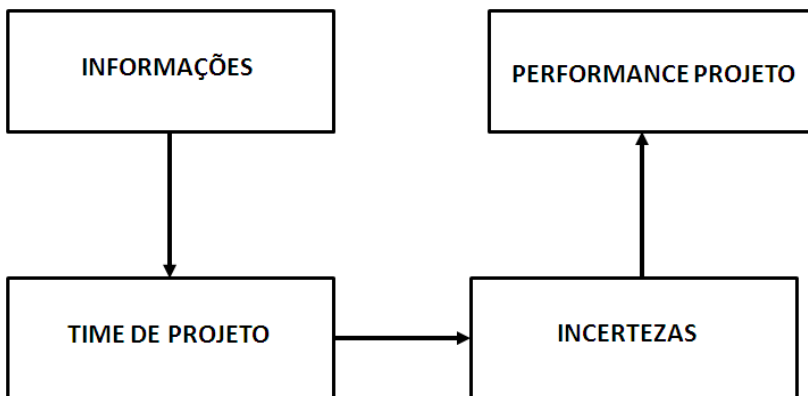 INFORMAÇÕES
PERFORMANCE PROJETO
TIME DE PROJETO
INCERTEZAS